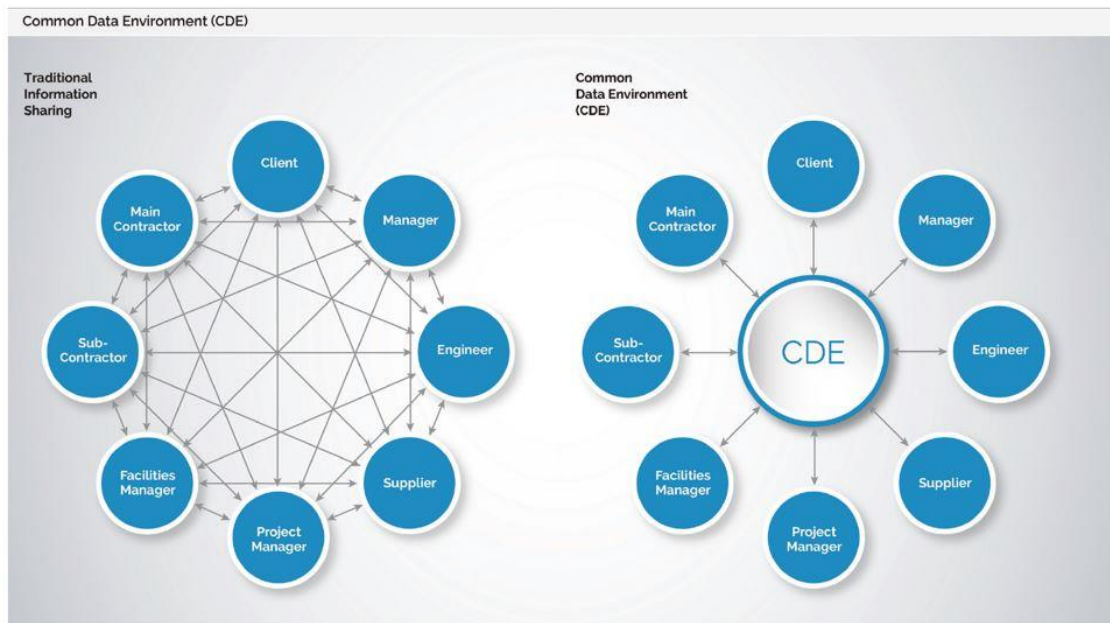 Common Data Environment (CDE)
Traditional
Information
Sharing
Client
Main
Contractor
Manager
Sub-
Contractor
Engineer
Facilities
Manager
Supplier
Project
Manager
Common
Data Environment
(CDE)
Client
Main
Contractor
Manager
Sub-
Contractor
CDE
Engineer
Facilities
Manager
Supplier
Project
Manager